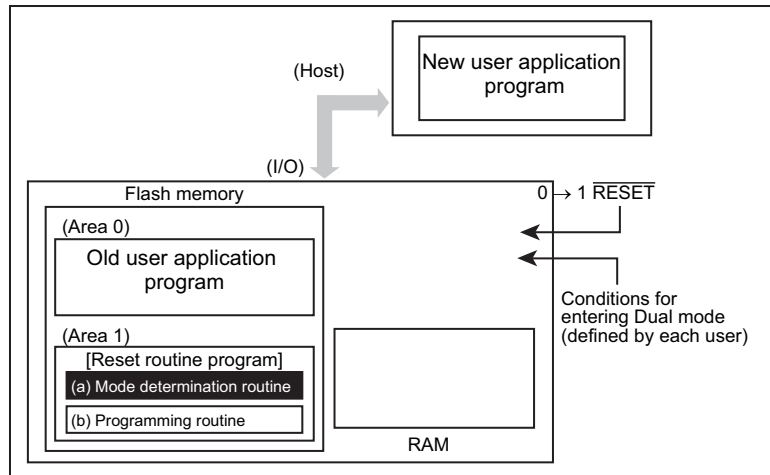 (Host)
New user application
program
(I/O)
Flash memory
0 → 1 RESET
(Area 0)
Old user application
program
Conditions for
entering Dual mode
(defined by each user)
(Area 1)
[Reset routine program]
(a) Mode determination routine
(b) Programming routine
RAM